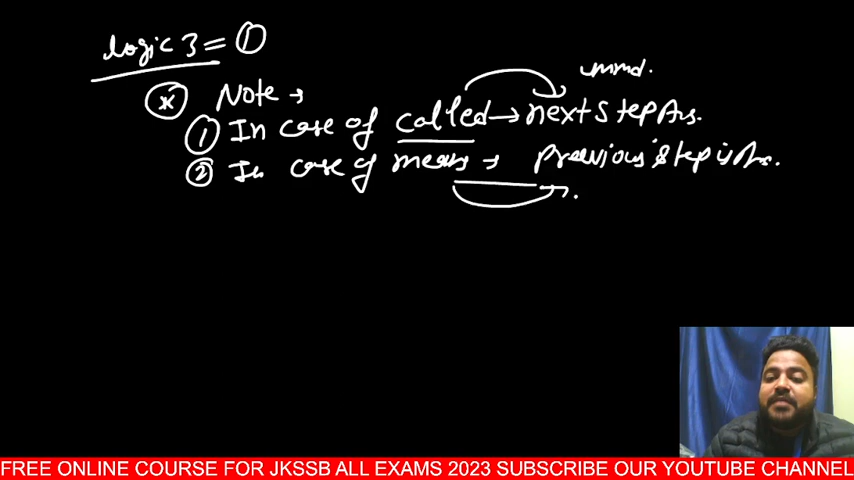 Logic 3 = ①
* Note →
immd.
① In case of called → next step Ans.
② In case of means → previous step is Ans.
FREE ONLINE COURSE FOR JKSSB ALL EXAMS 2023 SUBSCRIBE OUR YOUTUBE CHANNEL